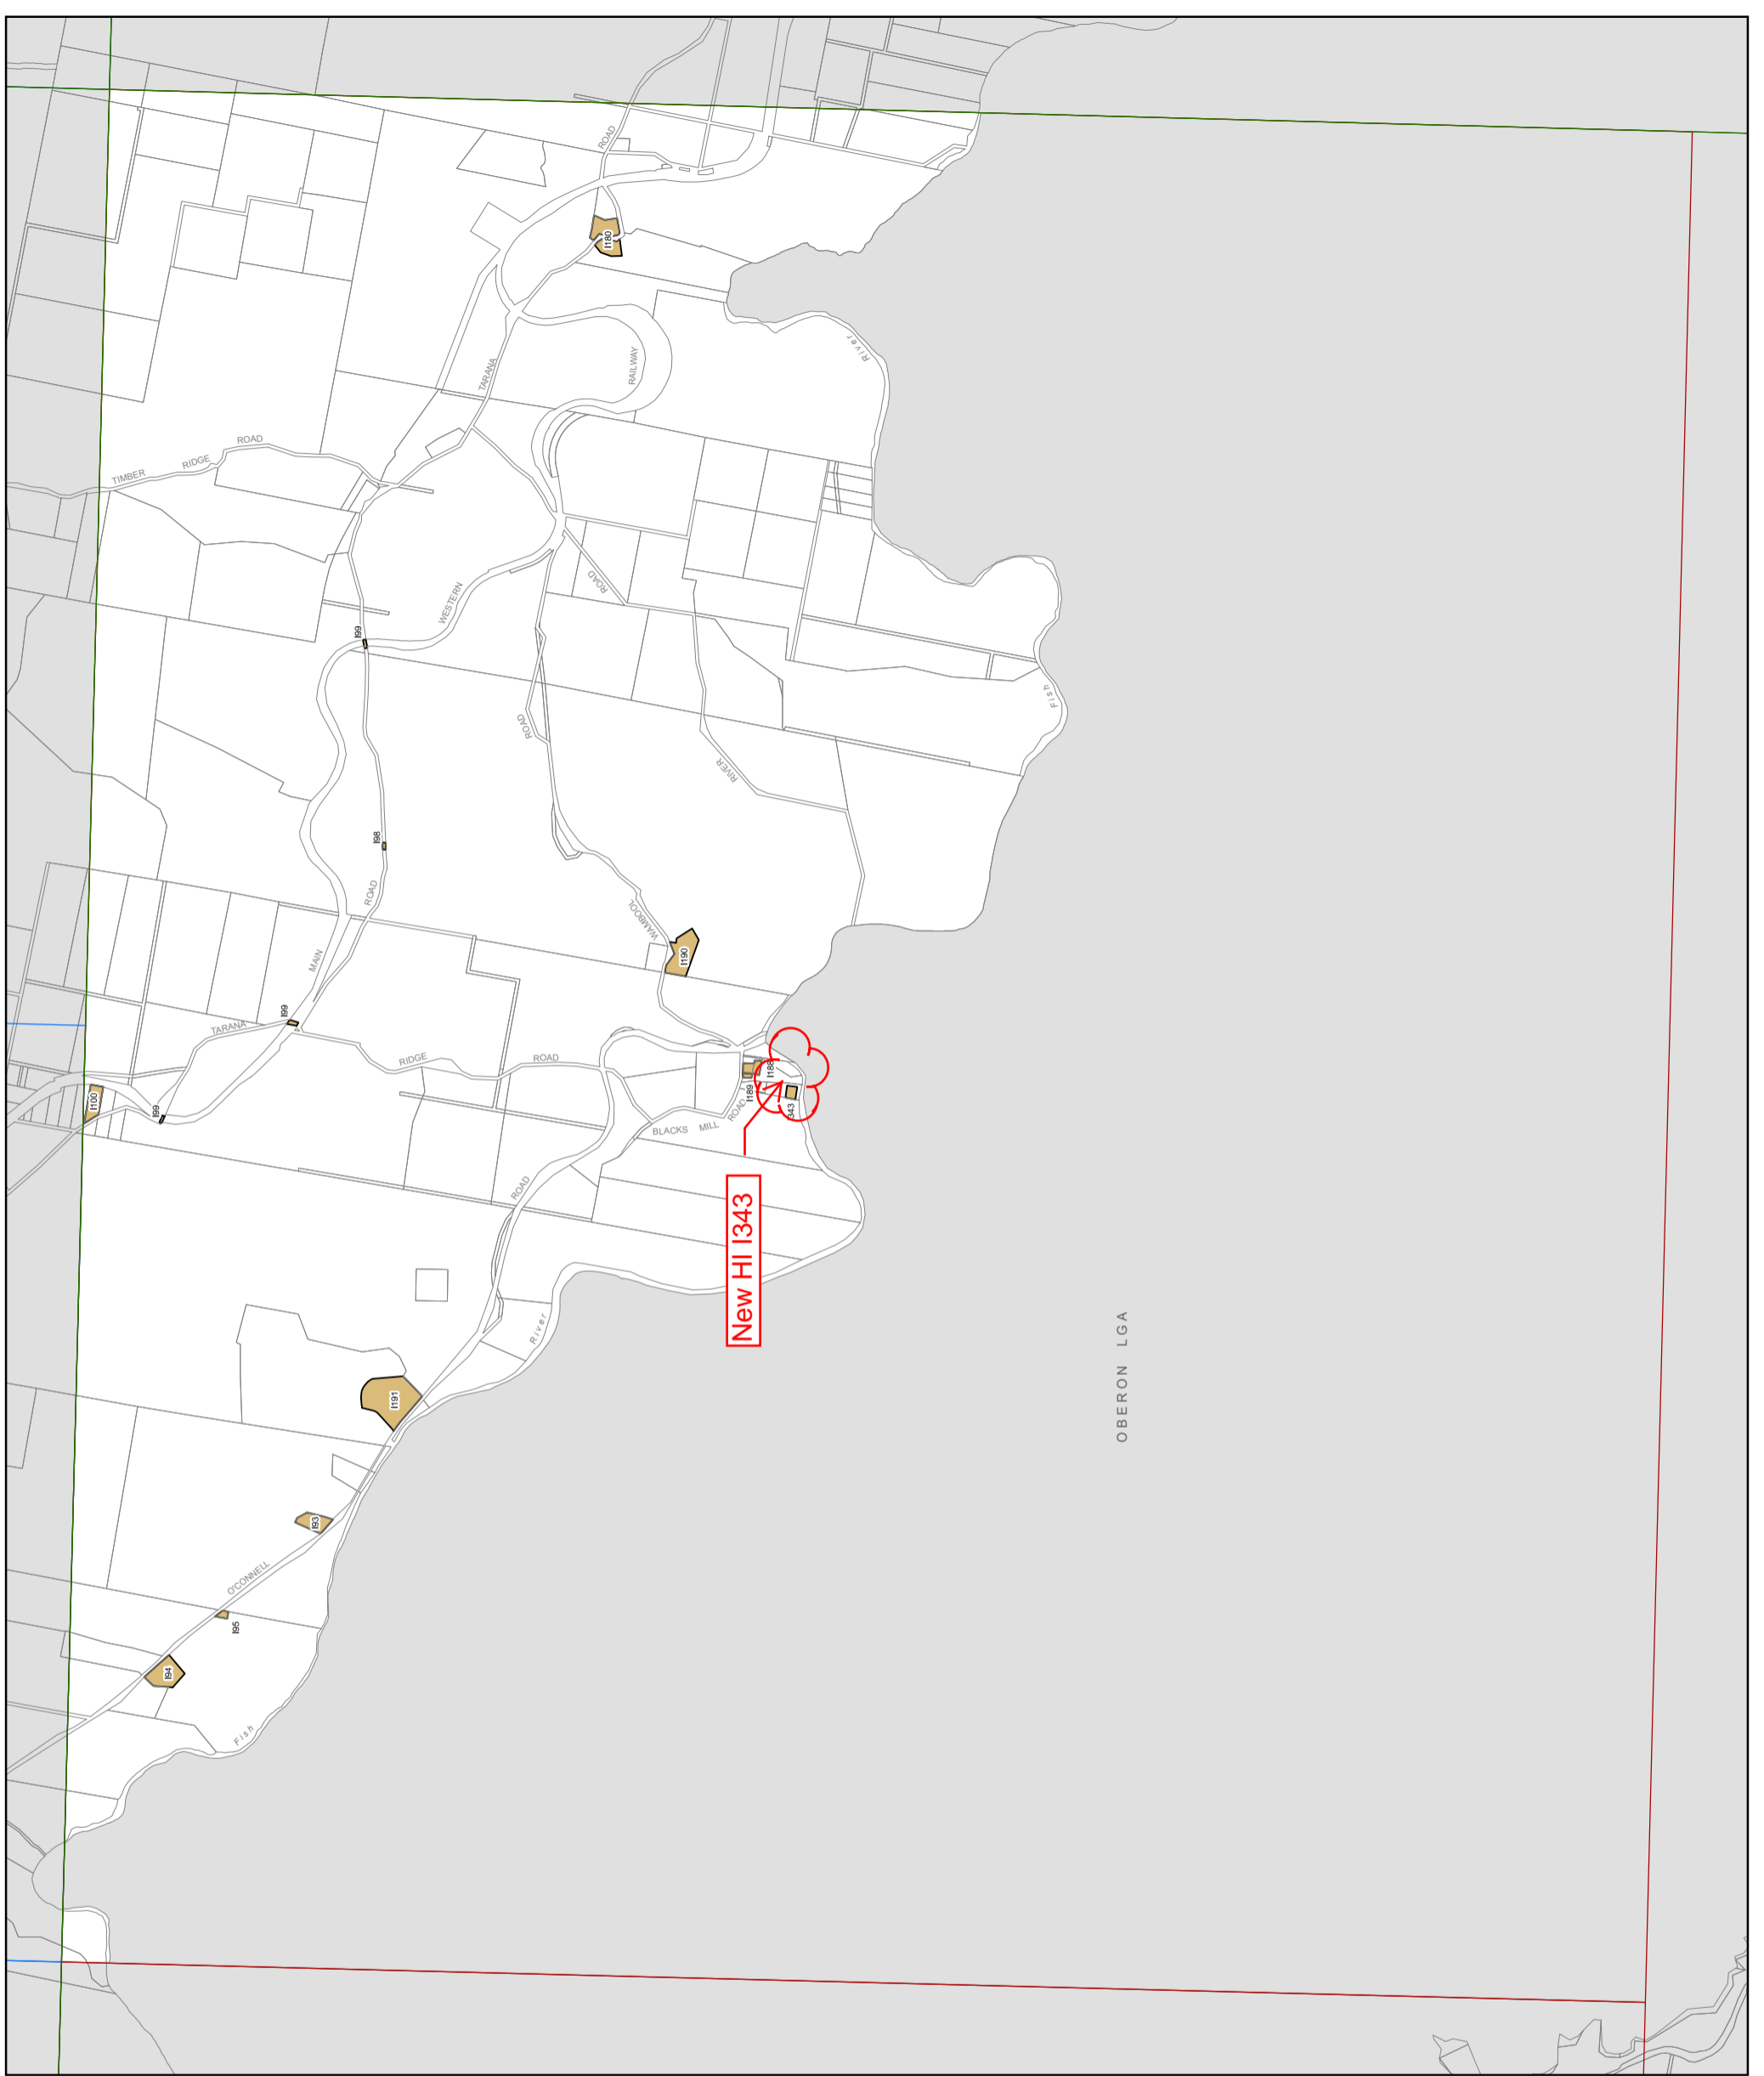 ROAD
I180
River
TARANA
RAILWAY
ROAD
RIDGE
TIMBER
ROAD
WESTERN
I99
Fish
ROAD
RIVER
I98
ROAD
WAMBOOL
I190
MAIN
I99
TARANA
RIDGE
ROAD
I188
I189
I100
I99
343
ROAD
MILL
BLACKS
ROAD
New HI I343
River
OBERON LGA
I191
I93
O'CONNELL
I95
I94
Fish